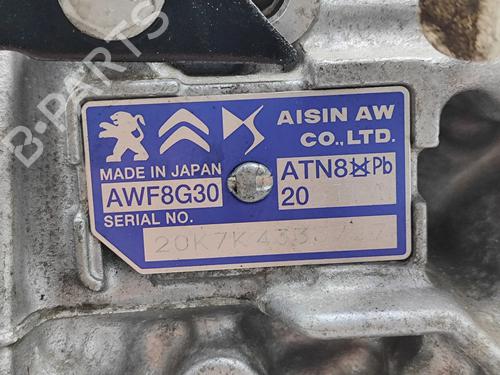 AISIN AW
CO.,LTD.
MADE IN JAPAN
AWF8G30
ATN8 Pb
20
SERIAL NO.
B-PARTS